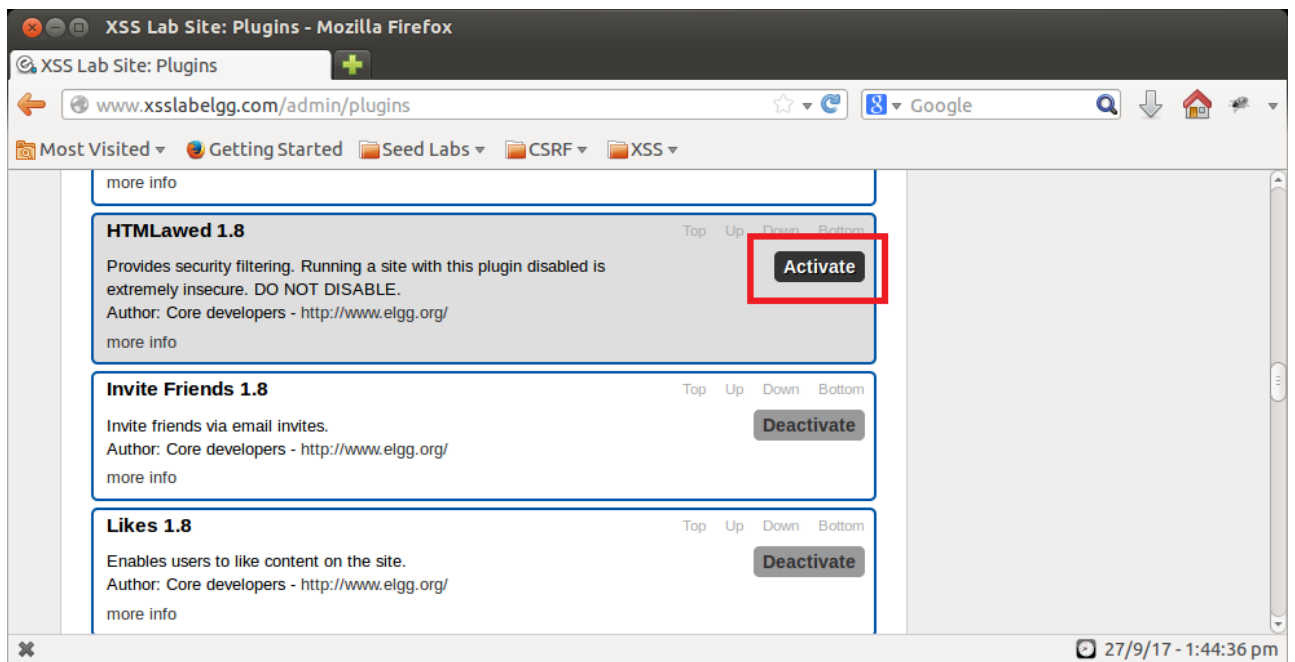 XSS Lab Site: Plugins - Mozilla Firefox
XSS Lab Site: Plugins
www.xsslabelgg.com/admin/plugins
8 Google
Most Visited Getting Started Seed Labs CSRF XSS
more info
HTMLawed 1.8 Top Up Down Bottom
Activate
Provides security filtering. Running a site with this plugin disabled is
extremely insecure. DO NOT DISABLE.
Author: Core developers - http://www.elgg.org/
more info
Invite Friends 1.8 Top Up Down Bottom
Invite friends via email invites. Deactivate
Author: Core developers - http://www.elgg.org/
more info
Likes 1.8 Top Up Down Bottom
Enables users to like content on the site. Deactivate
Author: Core developers - http://www.elgg.org/
more info
27/9/17 - 1:44:36 pm